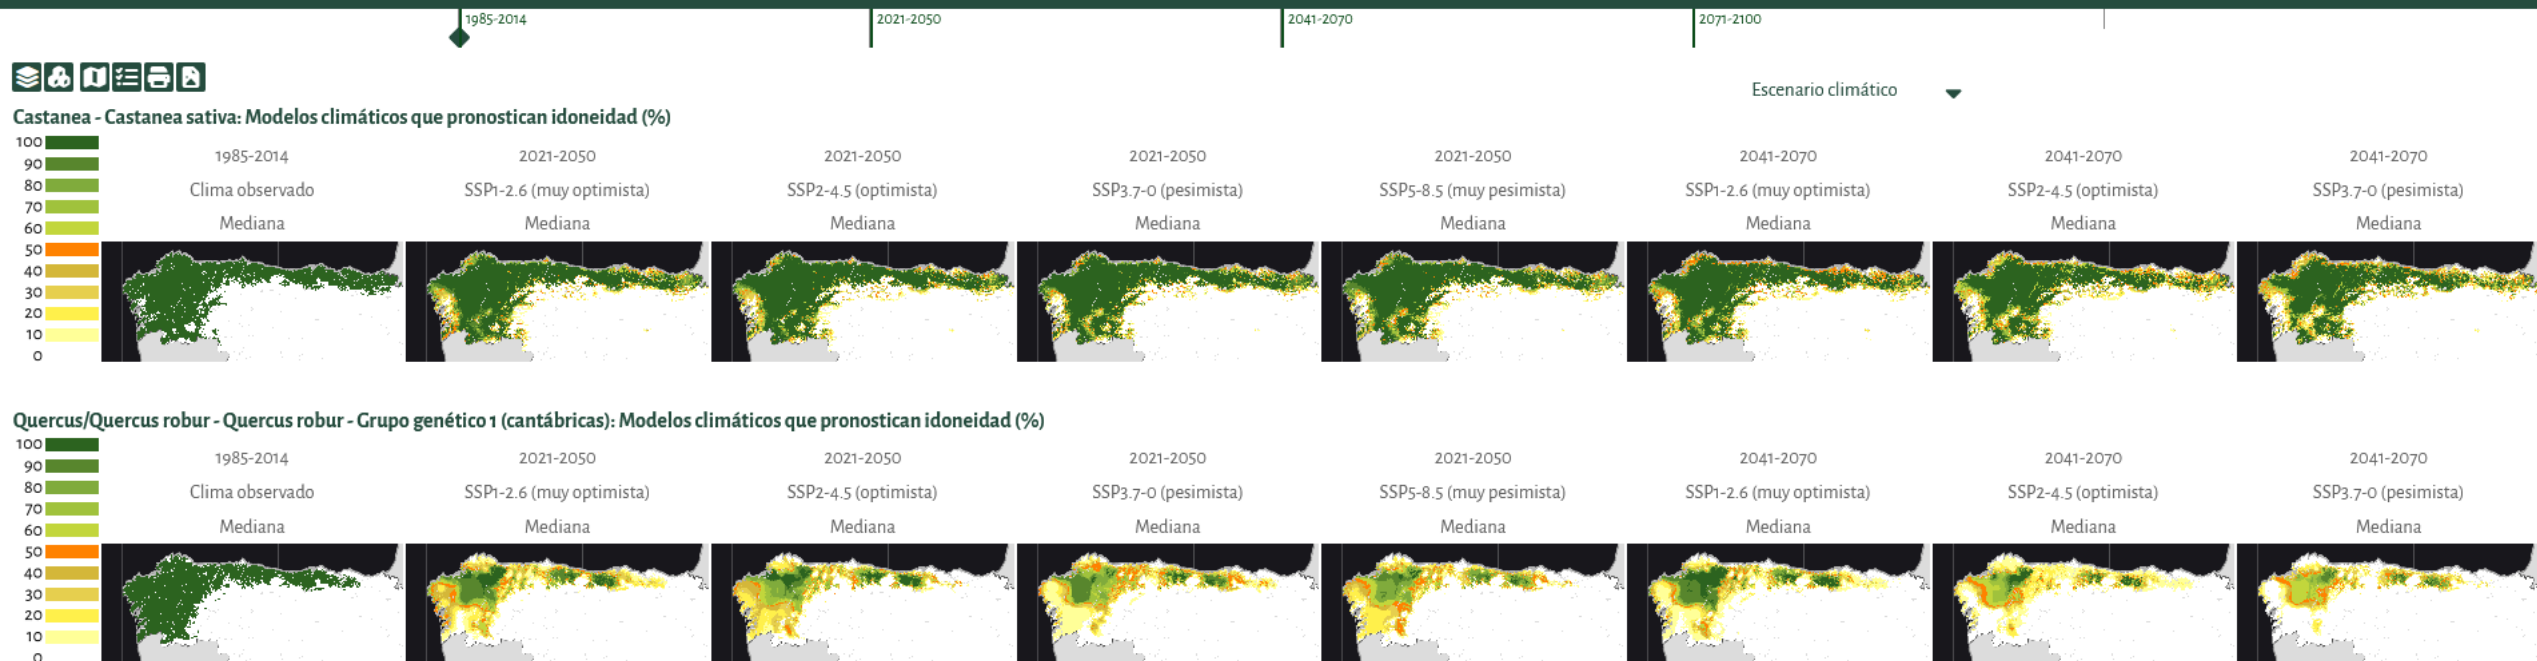 1985-2014 2021-2050 2041-2070 2071-2100
Escenario climático
Castanea - Castanea sativa: Modelos climáticos que pronostican idoneidad (%)
100
90
80
70
60
50
40
30
20
10
0
1985-2014 2021-2050 2021-2050 2021-2050 2021-2050 2041-2070 2041-2070 2041-2070
Clima observado SSP1-2.6 (muy optimista) SSP2-4.5 (optimista) SSP3.7-0 (pesimista) SSP5-8.5 (muy pesimista) SSP1-2.6 (muy optimista) SSP2-4.5 (optimista) SSP3.7-0 (pesimista)
Mediana Mediana Mediana Mediana Mediana Mediana Mediana Mediana
Quercus/Quercus robur - Quercus robur - Grupo genético 1 (cantábricas): Modelos climáticos que pronostican idoneidad (%)
100
90
80
70
60
50
40
30
20
10
0
1985-2014 2021-2050 2021-2050 2021-2050 2021-2050 2041-2070 2041-2070 2041-2070
Clima observado SSP1-2.6 (muy optimista) SSP2-4.5 (optimista) SSP3.7-0 (pesimista) SSP5-8.5 (muy pesimista) SSP1-2.6 (muy optimista) SSP2-4.5 (optimista) SSP3.7-0 (pesimista)
Mediana Mediana Mediana Mediana Mediana Mediana Mediana Mediana